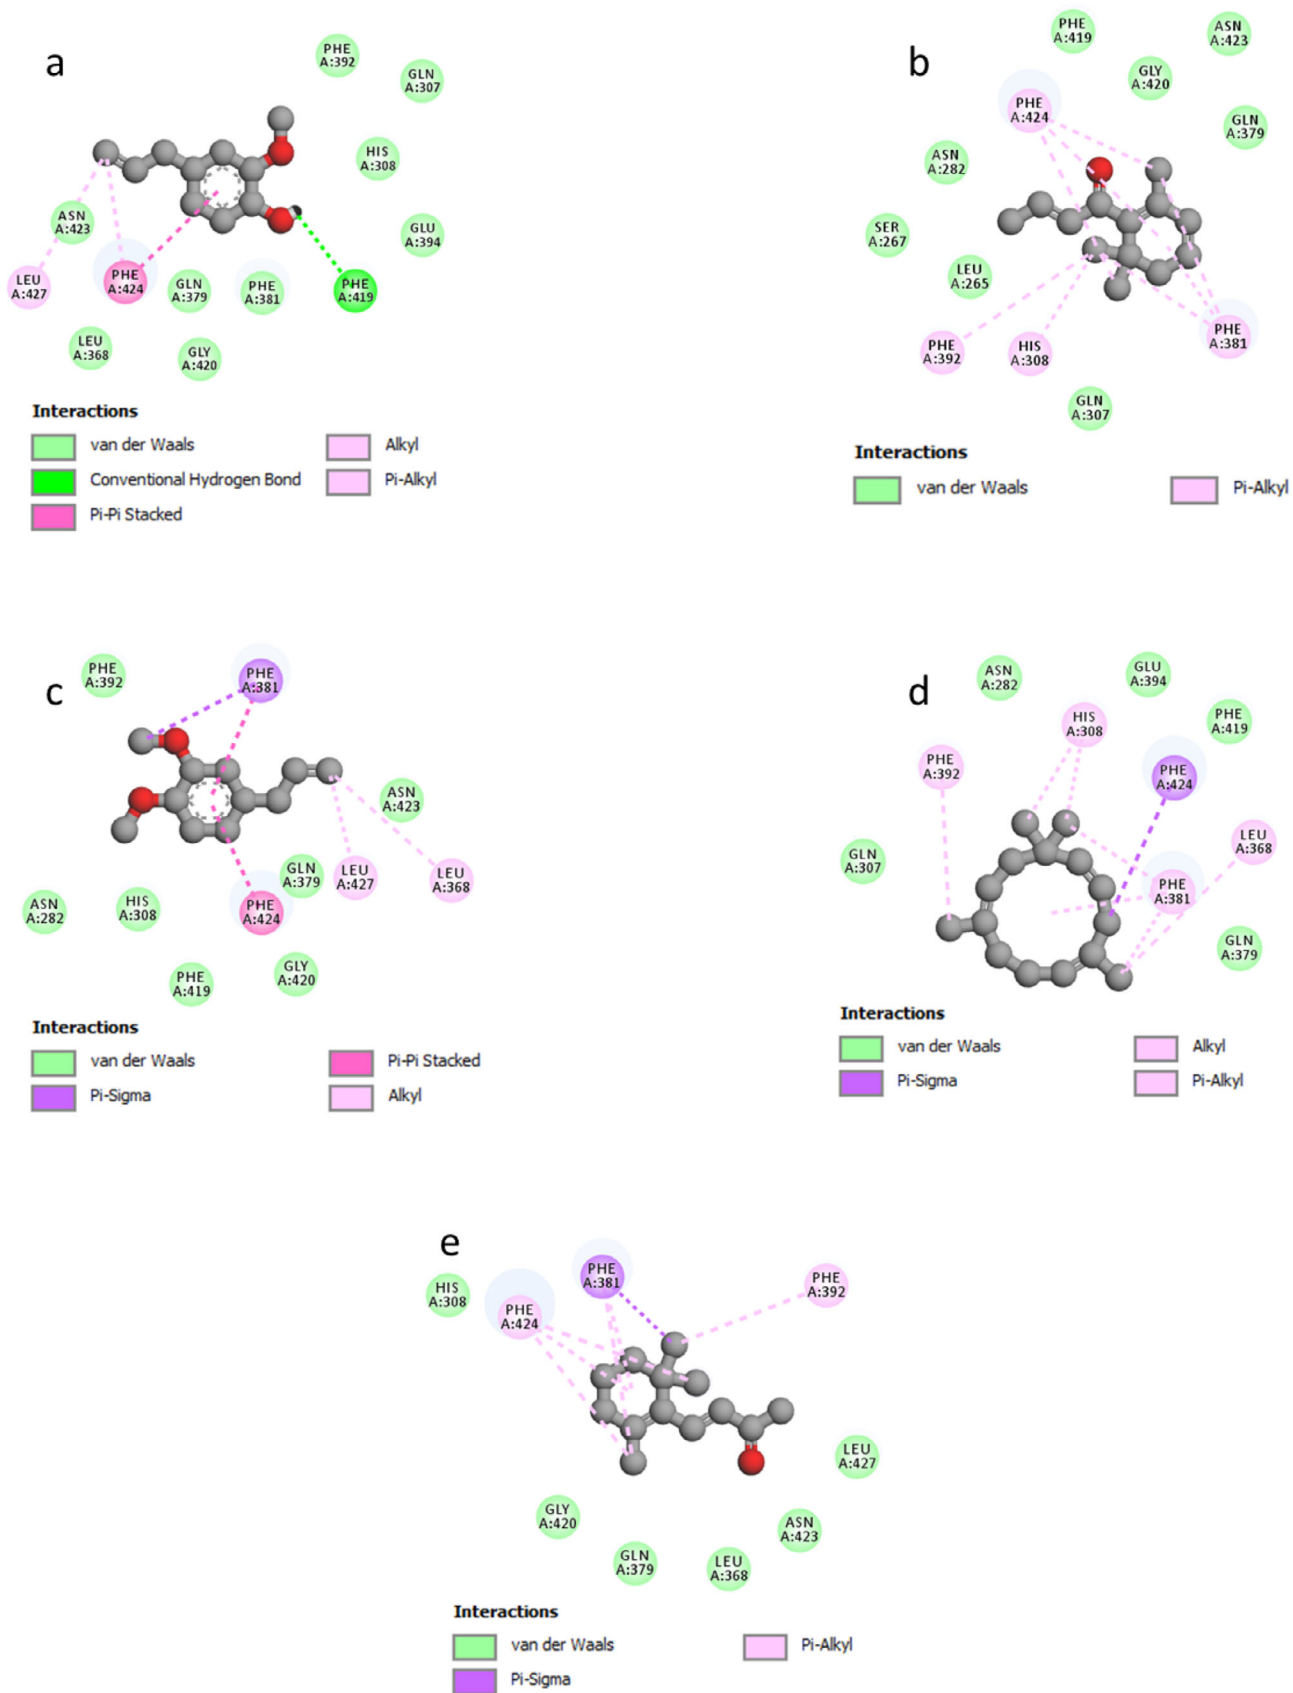 a
PHE
A:392
GLN
A:307
HIS
A:308
ASN
A:423
GLU
A:394
LEU
A:427
PHE
A:424
GLN
A:379
PHE
A:381
PHE
A:419
LEU
A:368
GLY
A:420
Interactions
van der Waals
Conventional Hydrogen Bond
Pi-Pi Stacked
Alkyl
Pi-Alkyl
b
PHE
A:419
ASN
A:423
GLY
A:420
PHE
A:424
GLN
A:379
ASN
A:282
SER
A:267
LEU
A:265
PHE
A:392
HIS
A:308
PHE
A:381
GLN
A:307
Interactions
van der Waals
Pi-Alkyl
c
PHE
A:392
PHE
A:381
ASN
A:423
GLN
A:379
LEU
A:427
LEU
A:368
ASN
A:282
HIS
A:308
PHE
A:424
PHE
A:419
GLY
A:420
Interactions
van der Waals
Pi-Sigma
Pi-Pi Stacked
Alkyl
d
ASN
A:282
GLU
A:394
HIS
A:308
PHE
A:419
PHE
A:392
PHE
A:424
LEU
A:368
GLN
A:307
PHE
A:381
GLN
A:379
Interactions
van der Waals
Pi-Sigma
Alkyl
Pi-Alkyl
e
HIS
A:308
PHE
A:424
PHE
A:381
PHE
A:392
LEU
A:427
GLY
A:420
ASN
A:423
GLN
A:379
LEU
A:368
Interactions
van der Waals
Pi-Sigma
Pi-Alkyl